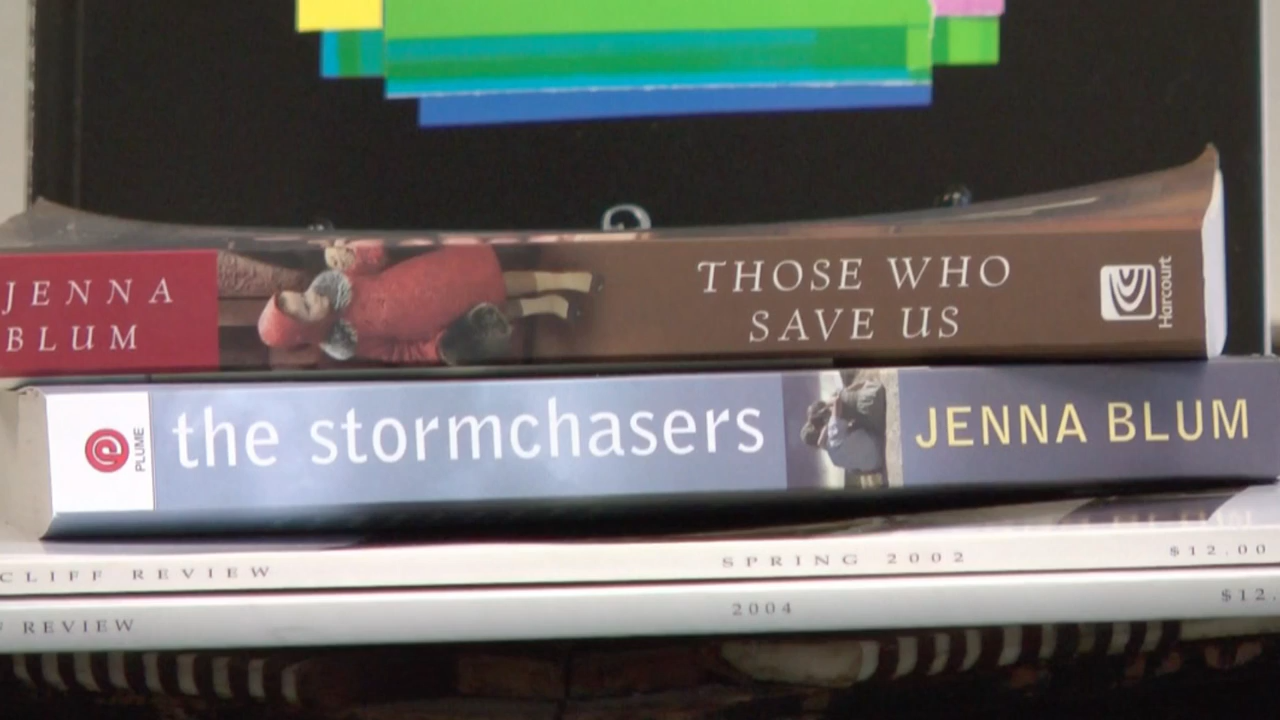 JENNA
BLUM
THOSE WHO
SAVE US
Harcourt
PLUME
the stormchasers
JENNA BLUM
CLIFF REVIEW
SPRING 2002
$12.00
REVIEW
2004
$12.